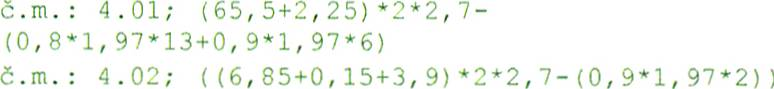 č.m.: 4.01; (65,5+2,25)*2*2,7-
(0,8*1,97*13+0,9*1,97*6)
č.m.: 4.02; ((6,85+0,15+3,9)*2*2,7-(0,9*1,97*2))